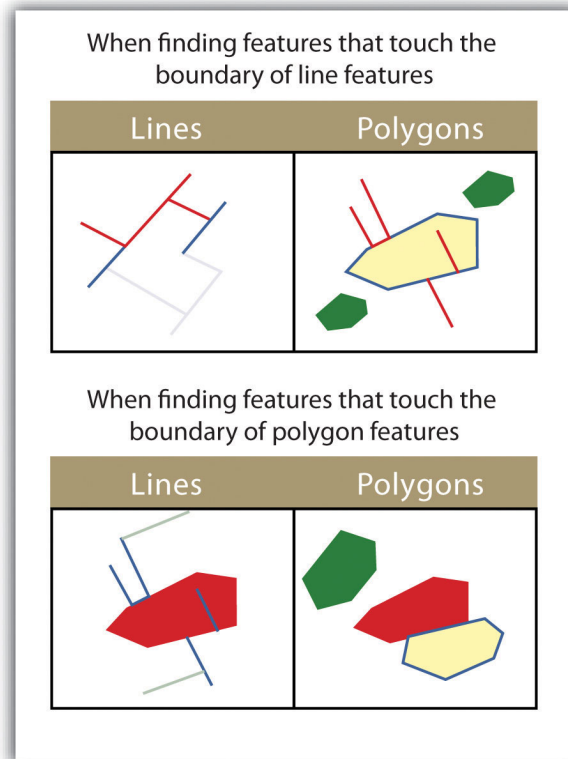 When finding features that touch the
boundary of line features
Lines
Polygons
When finding features that touch the
boundary of polygon features
Lines
Polygons